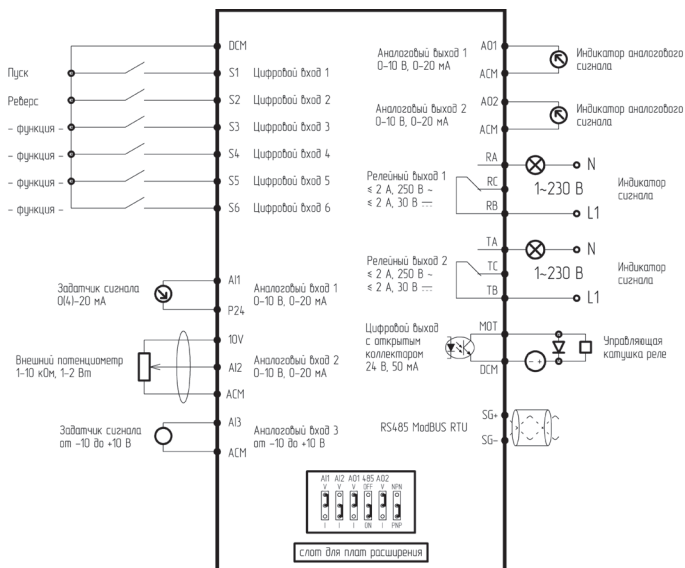 DCM
Пуск
S1 Цифровой вход 1
Реверс
S2 Цифровой вход 2
– функция –
S3 Цифровой вход 3
– функция –
S4 Цифровой вход 4
– функция –
S5 Цифровой вход 5
– функция –
S6 Цифровой вход 6
Задатчик сигнала
0(4)–20 мА
AI1
P24
Аналоговый вход 1
0–10 В, 0–20 мА
Внешний потенциометр
1–10 кОм, 1–2 Вт
10V
AI2
ACM
Аналоговый вход 2
0–10 В, 0–20 мА
Задатчик сигнала
от –10 до +10 В
AI3
ACM
Аналоговый вход 3
от –10 до +10 В
Аналоговый выход 1
0–10 В, 0–20 мА
AO1
ACM
Индикатор аналогового
сигнала
Аналоговый выход 2
0–10 В, 0–20 мА
AO2
ACM
Индикатор аналогового
сигнала
Релейный выход 1
≤ 2 А, 250 В ~
≤ 2 А, 30 В ⎓
RA
RC
RB
N
1~230 В
L1
Индикатор
сигнала
Релейный выход 2
≤ 2 А, 250 В ~
≤ 2 А, 30 В ⎓
TA
TC
TB
N
1~230 В
L1
Индикатор
сигнала
Цифровой выход
с открытым
коллектором
24 В, 50 мА
MOT
DCM
– +
Управляющая
катушка реле
RS485 ModBUS RTU
SG+
SG–
AI1 AI2 AO1 485 AO2
V V V OFF V NPN
I I I ON I PNP
слот для плат расширения